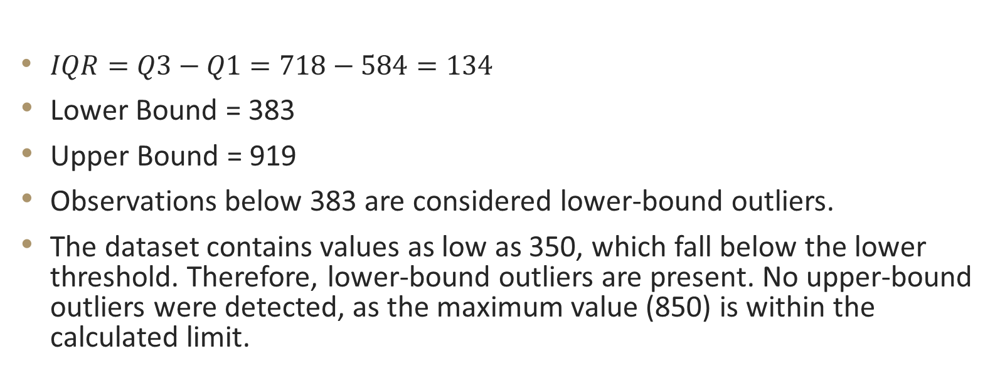 • IQR = Q3 − Q1 = 718 − 584 = 134
• Lower Bound = 383
• Upper Bound = 919
• Observations below 383 are considered lower-bound outliers.
• The dataset contains values as low as 350, which fall below the lower
threshold. Therefore, lower-bound outliers are present. No upper-bound
outliers were detected, as the maximum value (850) is within the
calculated limit.